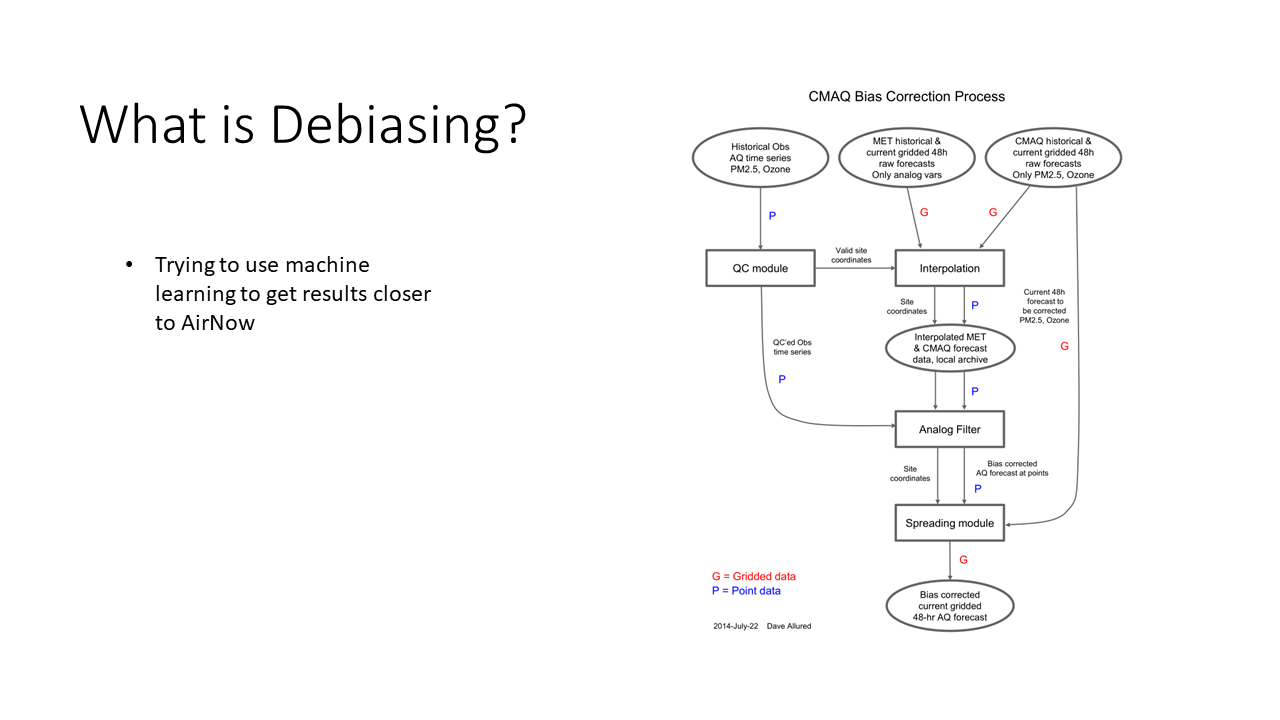 What is Debiasing?
• Trying to use machine
learning to get results closer
to AirNow
CMAQ Bias Correction Process
Historical Obs
AQ time series
PM2.5, Ozone
MET historical &
current gridded 48h
raw forecasts
Only analog vars
CMAQ historical &
current gridded 48h
raw forecasts
Only PM2.5, Ozone
P
G
G
QC module
Valid site
coordinates
Interpolation
Site
coordinates
P
Current 48h
forecast to
be corrected
PM2.5, Ozone
G
QC'ed Obs
time series
P
Interpolated MET
& CMAQ forecast
data, local archive
P
Analog Filter
Site
coordinates
Bias corrected
AQ forecast at points
P
Spreading module
G
G = Gridded data
P = Point data
Bias corrected
current gridded
48-hr AQ forecast
2014-July-22 Dave Allured